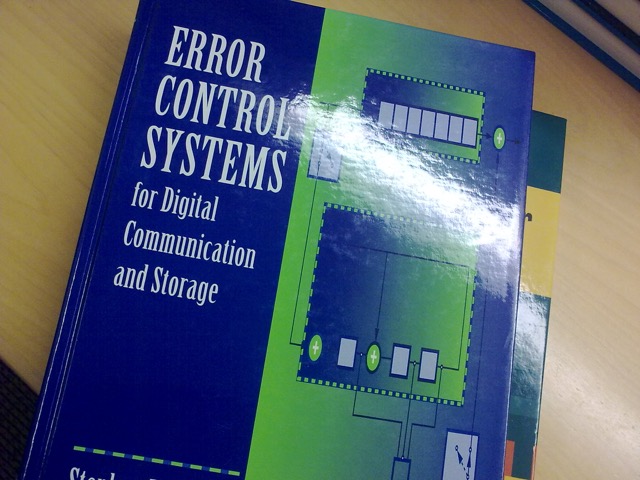 ERROR
CONTROL
SYSTEMS
for Digital
Communication
and Storage